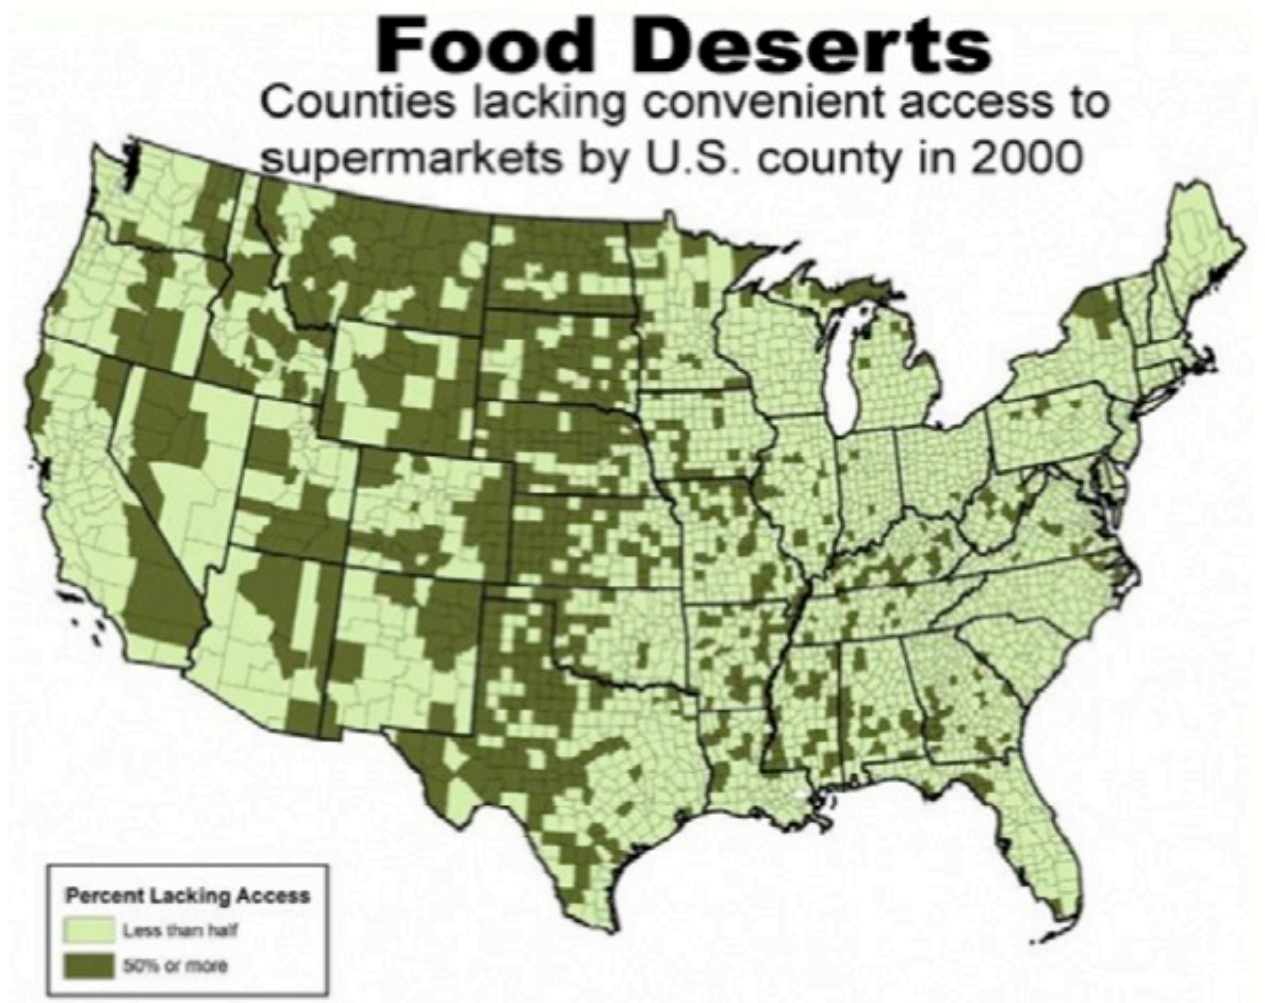 Food Deserts
Counties lacking convenient access to
supermarkets by U.S. county in 2000
Percent Lacking Access
Less than half
50% or more